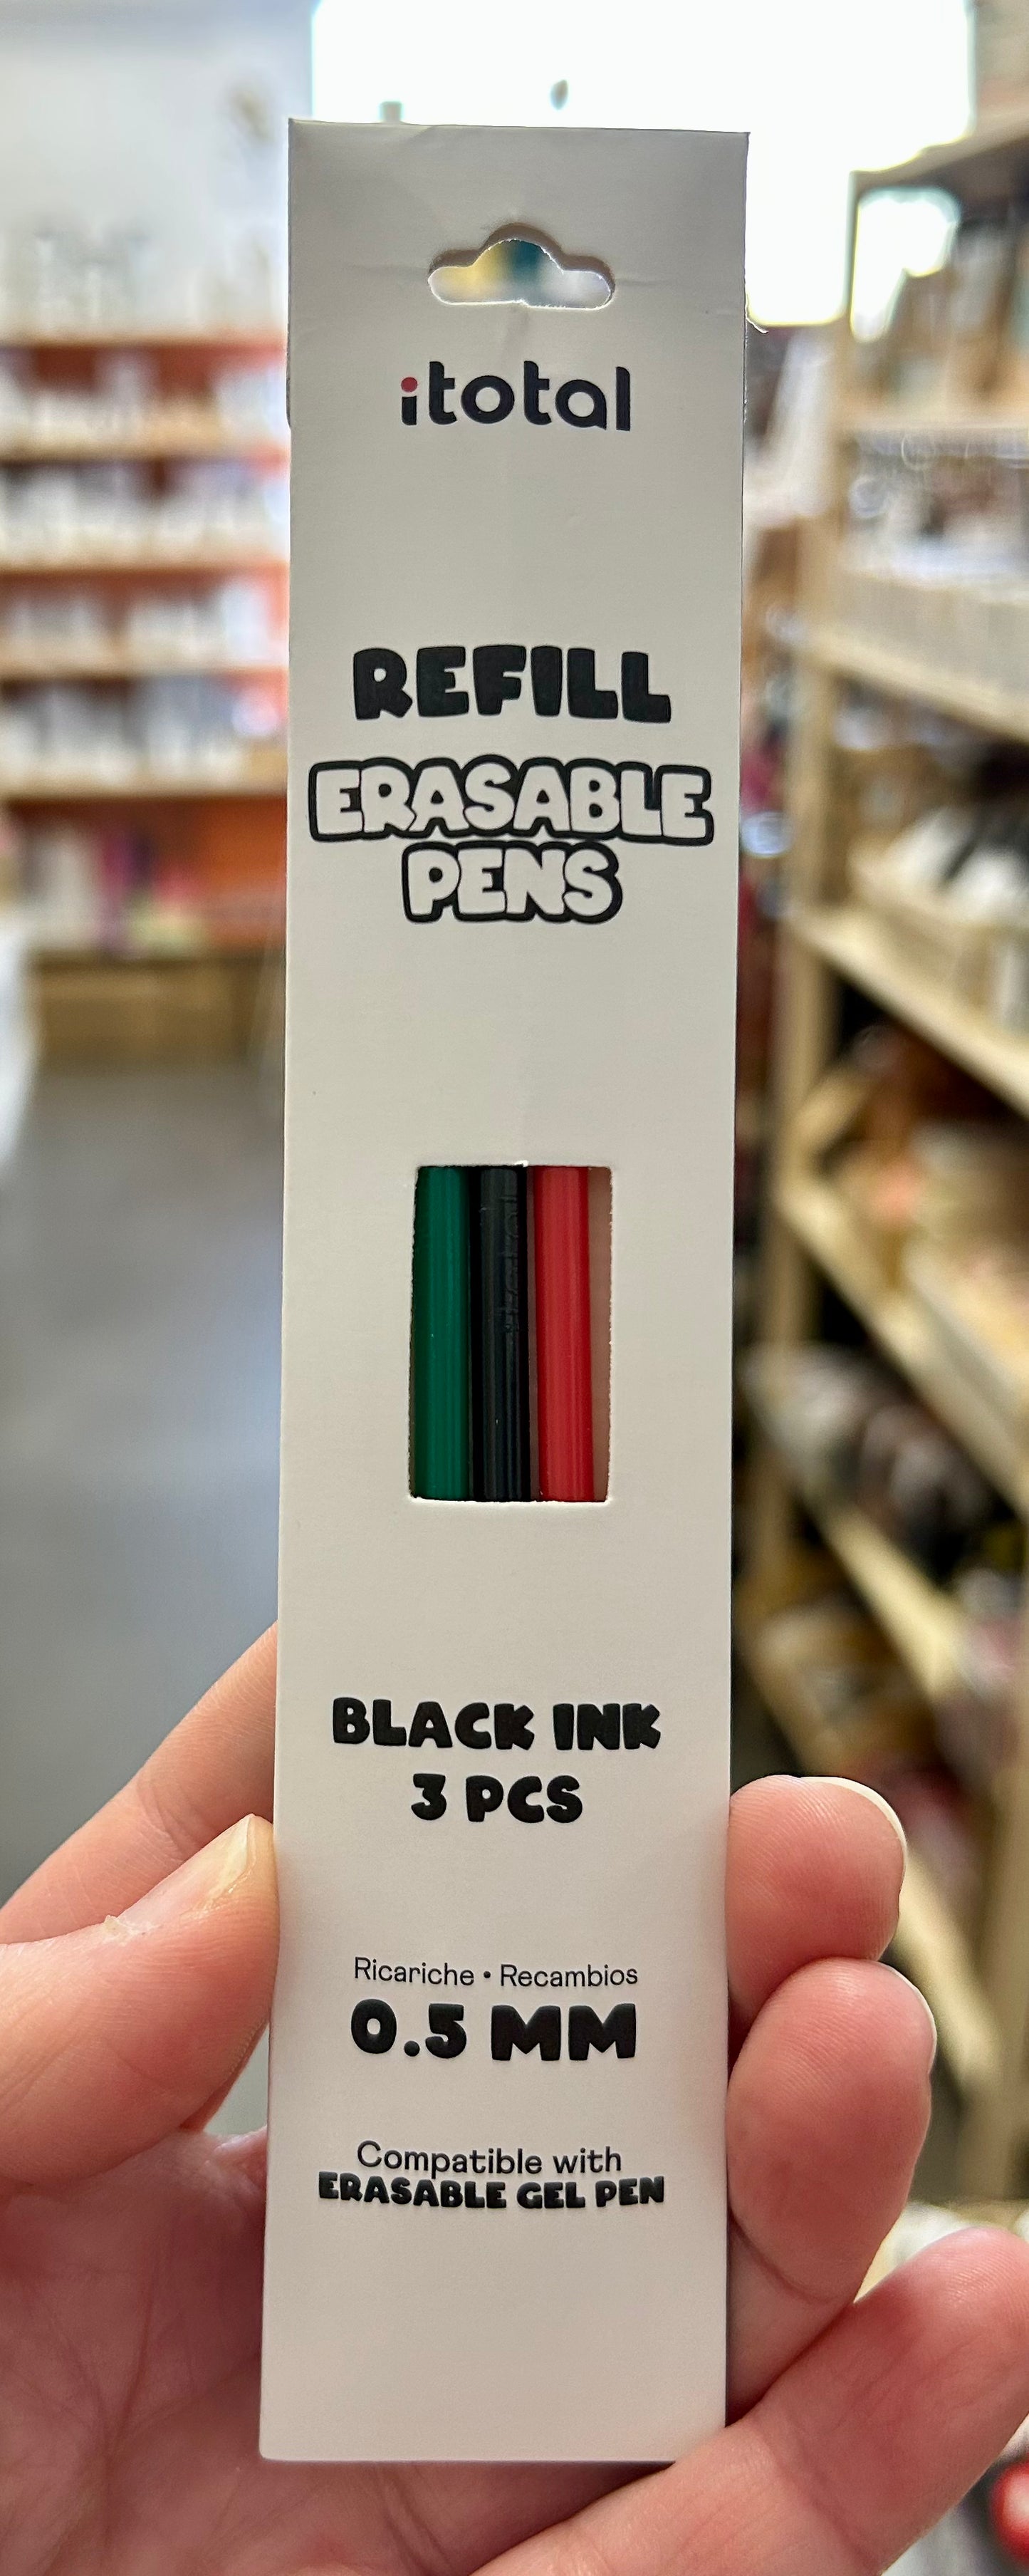 itotal
REFILL
ERASABLE
PENS
BLACK INK
3 PCS
Ricariche • Recambios
0.5 MM
Compatible with
ERASABLE GEL PEN